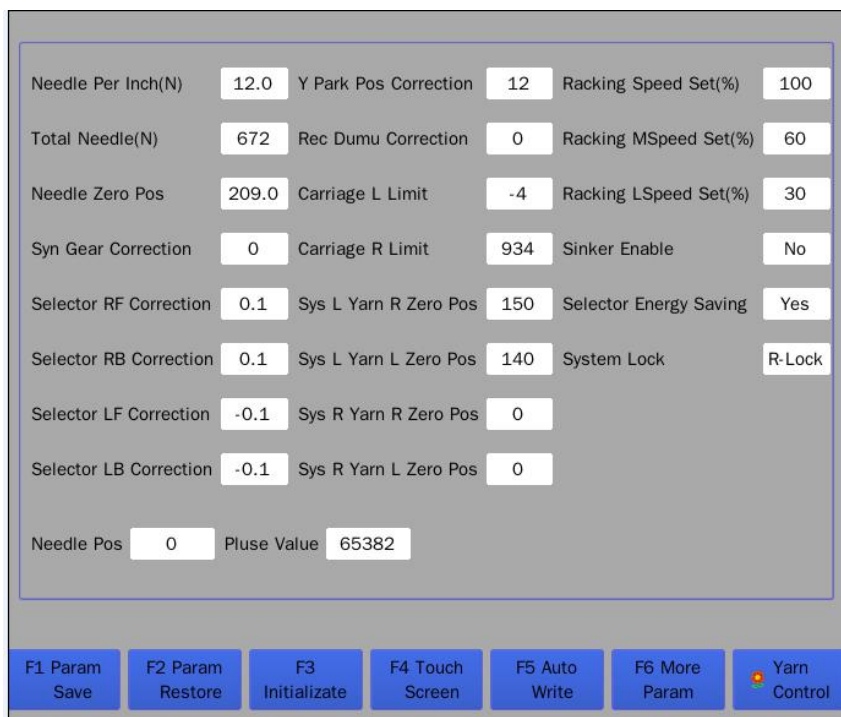 Needle Per Inch(N) 12.0 Y Park Pos Correction 12 Racking Speed Set(%) 100
Total Needle(N) 672 Rec Dumu Correction 0 Racking MSpeed Set(%) 60
Needle Zero Pos 209.0 Carriage L Limit -4 Racking LSpeed Set(%) 30
Syn Gear Correction 0 Carriage R Limit 934 Sinker Enable No
Selector RF Correction 0.1 Sys L Yarn R Zero Pos 150 Selector Energy Saving Yes
Selector RB Correction 0.1 Sys L Yarn L Zero Pos 140 System Lock R-Lock
Selector LF Correction -0.1 Sys R Yarn R Zero Pos 0
Selector LB Correction -0.1 Sys R Yarn L Zero Pos 0
Needle Pos 0 Pluse Value 65382
F1 Param F2 Param F3 F4 Touch F5 Auto F6 More Yarn
Save Restore Initializate Screen Write Param Control